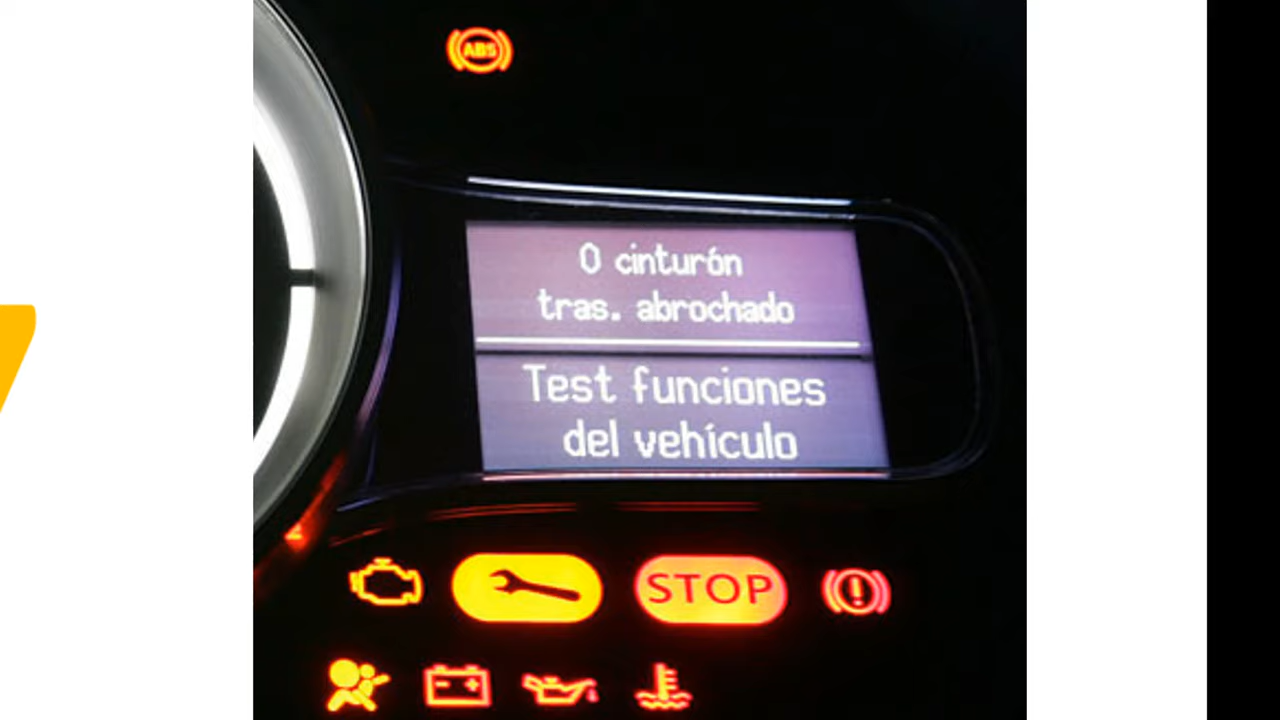 ABS
0 cinturón
tras. abrochado
Test funciones
del vehículo
STOP